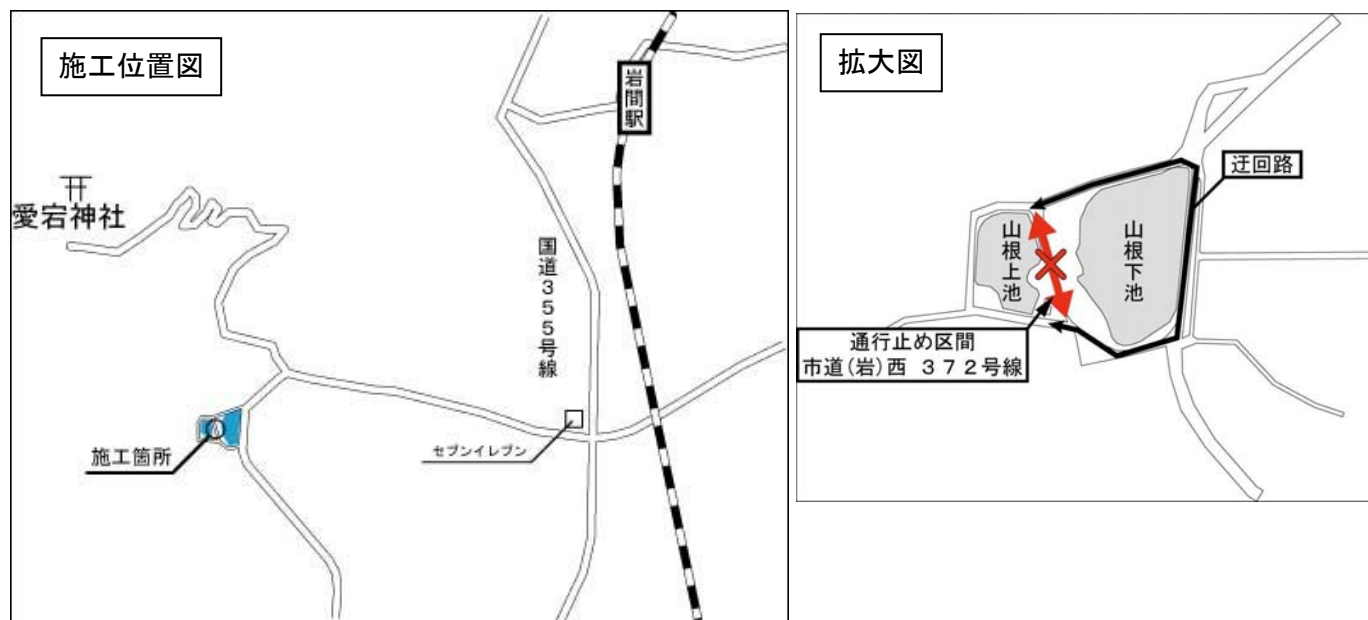 施工位置図
岩間駅
愛宕神社
国道355号線
施工箇所
セブンイレブン
拡大図
迂回路
山根上池
山根下池
通行止め区間
市道(岩)西 372号線